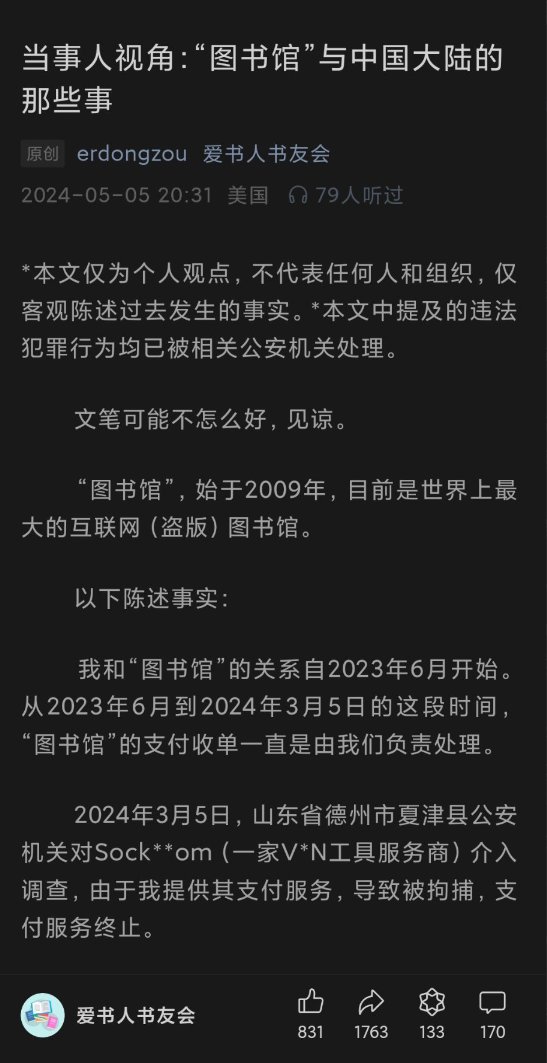 当事人视角：“图书馆”与中国大陆的
那些事
原创 erdongzou 爱书人书友会
2024-05-05 20:31 美国 79人听过
*本文仅为个人观点，不代表任何人和组织，仅
客观陈述过去发生的事实。*本文中提及的违法
犯罪行为均已被相关公安机关处理。
文笔可能不怎么好，见谅。
“图书馆”，始于2009年，目前是世界上最
大的互联网（盗版）图书馆。
以下陈述事实：
我和“图书馆”的关系自2023年6月开始。
从2023年6月到2024年3月5日的这段时间，
“图书馆”的支付收单一直是由我们负责处理。
2024年3月5日，山东省德州市夏津县公安
机关对Sock**om（一家V*N工具服务商）介入
调查，由于我提供其支付服务，导致被拘捕，支
付服务终止。
爱书人书友会
831 1763 133 170